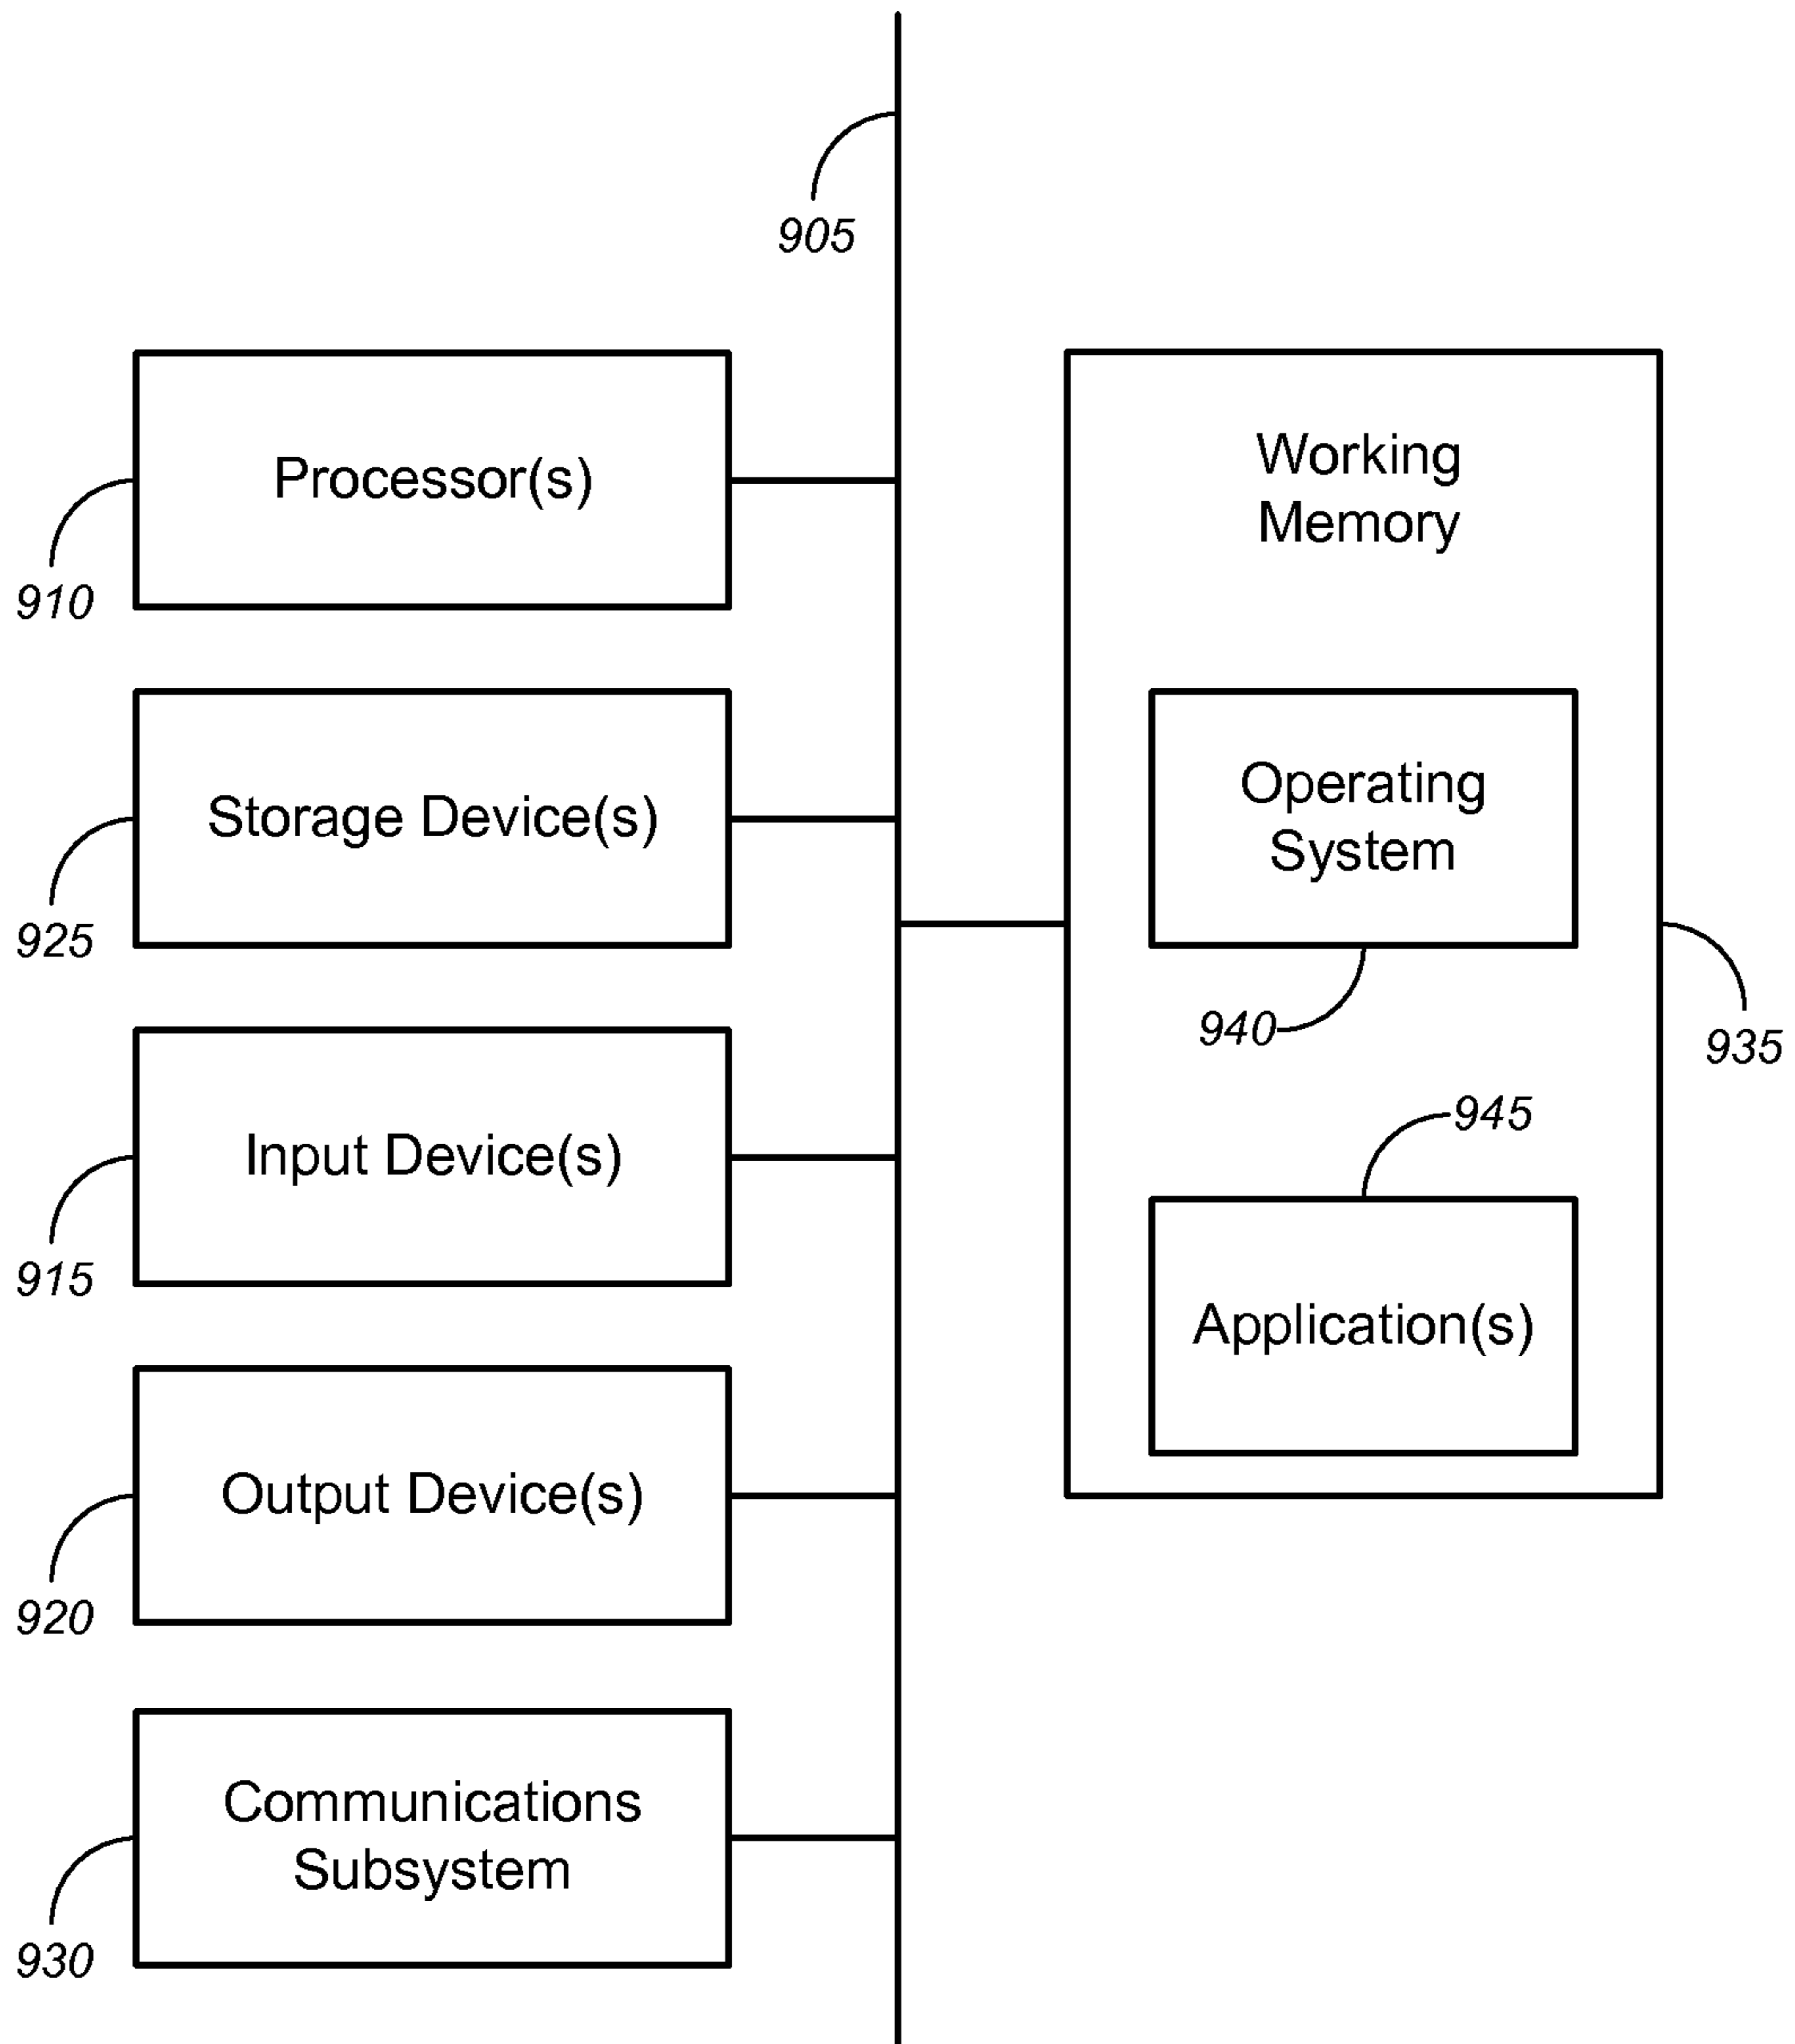 905
Processor(s)
910
Storage Device(s)
925
Input Device(s)
915
Output Device(s)
920
Communications
Subsystem
930
Working
Memory
Operating
System
940
935
945
Application(s)